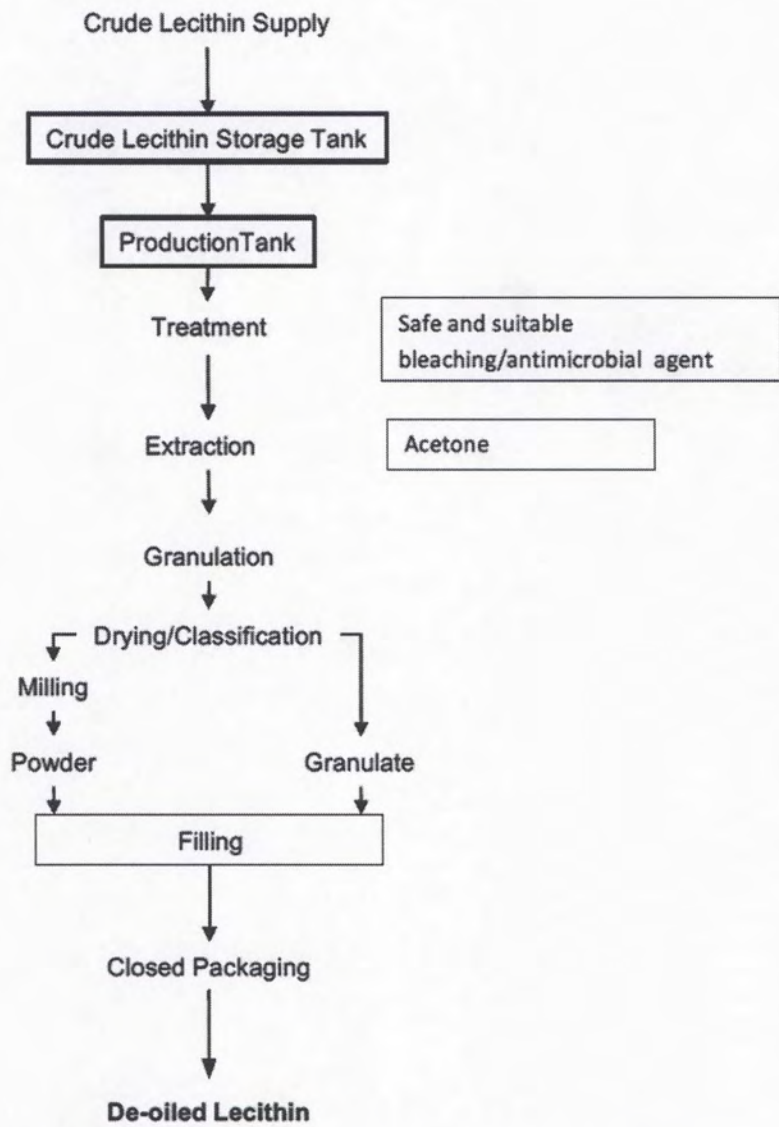 Crude Lecithin Supply
Crude Lecithin Storage Tank
ProductionTank
Treatment
Safe and suitable
bleaching/antimicrobial agent
Extraction
Acetone
Granulation
Drying/Classification
Milling
Powder
Granulate
Filling
Closed Packaging
De-oiled Lecithin